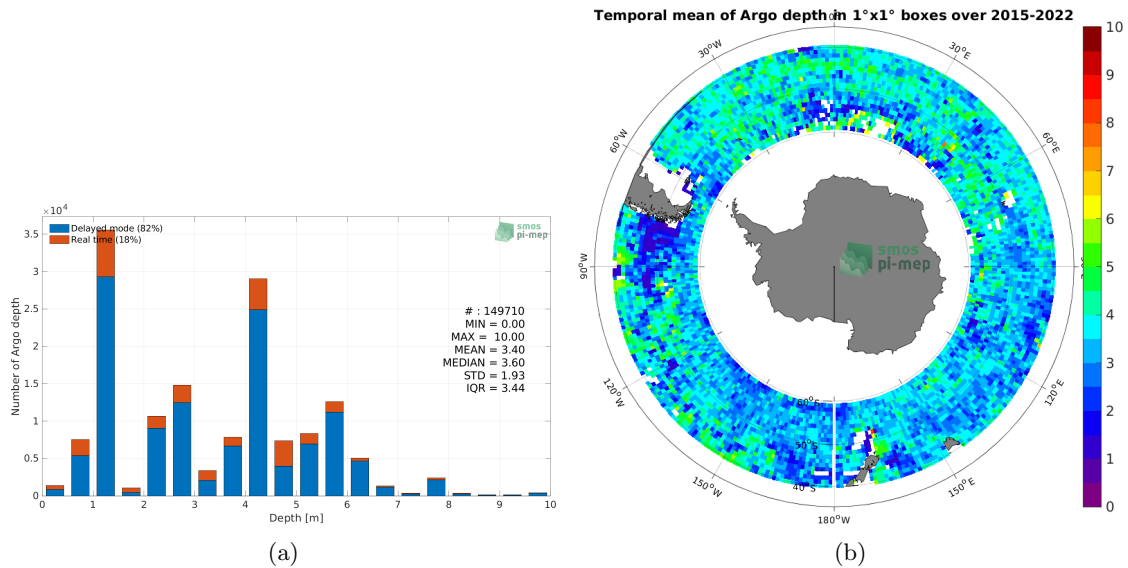 ×10⁴
Delayed mode (82%)
Real time (18%)
smos
pi-mep
3.5
3
2.5
2
1.5
1
0.5
0
Number of Argo depth
# : 149710
MIN = 0.00
MAX = 10.00
MEAN = 3.40
MEDIAN = 3.60
STD = 1.93
IQR = 3.44
0 1 2 3 4 5 6 7 8 9 10
Depth [m]
(a)
Temporal mean of Argo depth in 1°x1° boxes over 2015-2022
30°W
30°E
60°W
60°E
90°W
120°W
120°E
150°W
150°E
180°W
60°S
50°S
40°S
smos
pi-mep
10
9
8
7
6
5
4
3
2
1
0
(b)